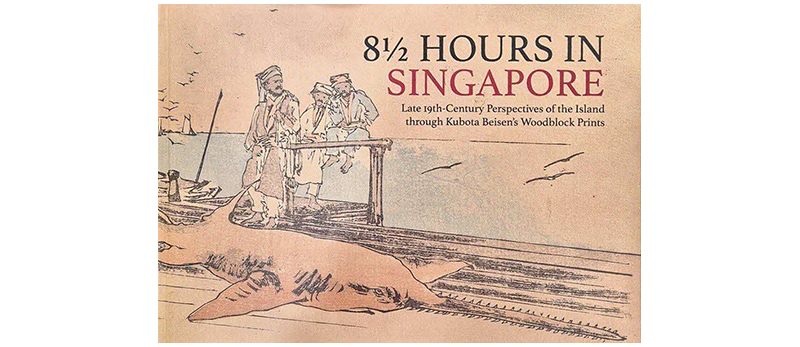 8½ HOURS IN
SINGAPORE
Late 19th-Century Perspectives of the Island
through Kubota Beisen's Woodblock Prints